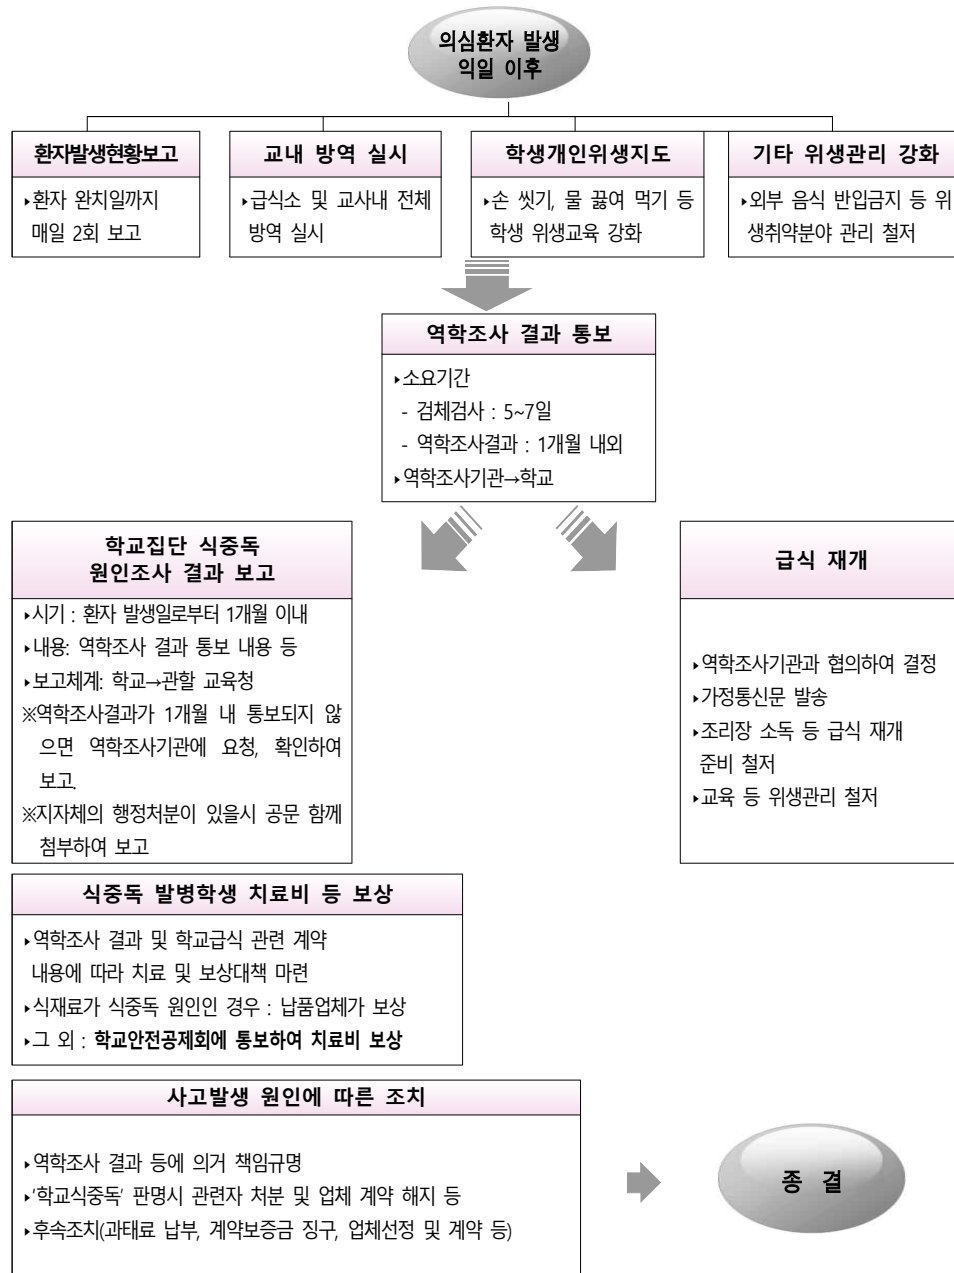 의심환자 발생
익일 이후
환자발생현황보고
▸환자 완치일까지
매일 2회 보고
교내 방역 실시
▸급식소 및 교사내 전체
방역 실시
학생개인위생지도
▸손 씻기, 물 끓여 먹기 등
학생 위생교육 강화
기타 위생관리 강화
▸외부 음식 반입금지 등 위
생취약분야 관리 철저
역학조사 결과 통보
▸소요기간
- 검체검사 : 5~7일
- 역학조사결과 : 1개월 내외
▸역학조사기관→학교
학교집단 식중독
원인조사 결과 보고
▸시기 : 환자 발생일로부터 1개월 이내
▸내용: 역학조사 결과 통보 내용 등
▸보고체계: 학교→관할 교육청
※역학조사결과가 1개월 내 통보되지 않
으면 역학조사기관에 요청, 확인하여
보고.
※지자체의 행정처분이 있을시 공문 함께
첨부하여 보고
급식 재개
▸역학조사기관과 협의하여 결정
▸가정통신문 발송
▸조리장 소독 등 급식 재개
준비 철저
▸교육 등 위생관리 철저
식중독 발병학생 치료비 등 보상
▸역학조사 결과 및 학교급식 관련 계약
내용에 따라 치료 및 보상대책 마련
▸식재료가 식중독 원인인 경우 : 납품업체가 보상
▸그 외 : 학교안전공제회에 통보하여 치료비 보상
사고발생 원인에 따른 조치
▸역학조사 결과 등에 의거 책임규명
▸'학교식중독' 판명시 관련자 처분 및 업체 계약 해지 등
▸후속조치(과태료 납부, 계약보증금 징구, 업체선정 및 계약 등)
종 결